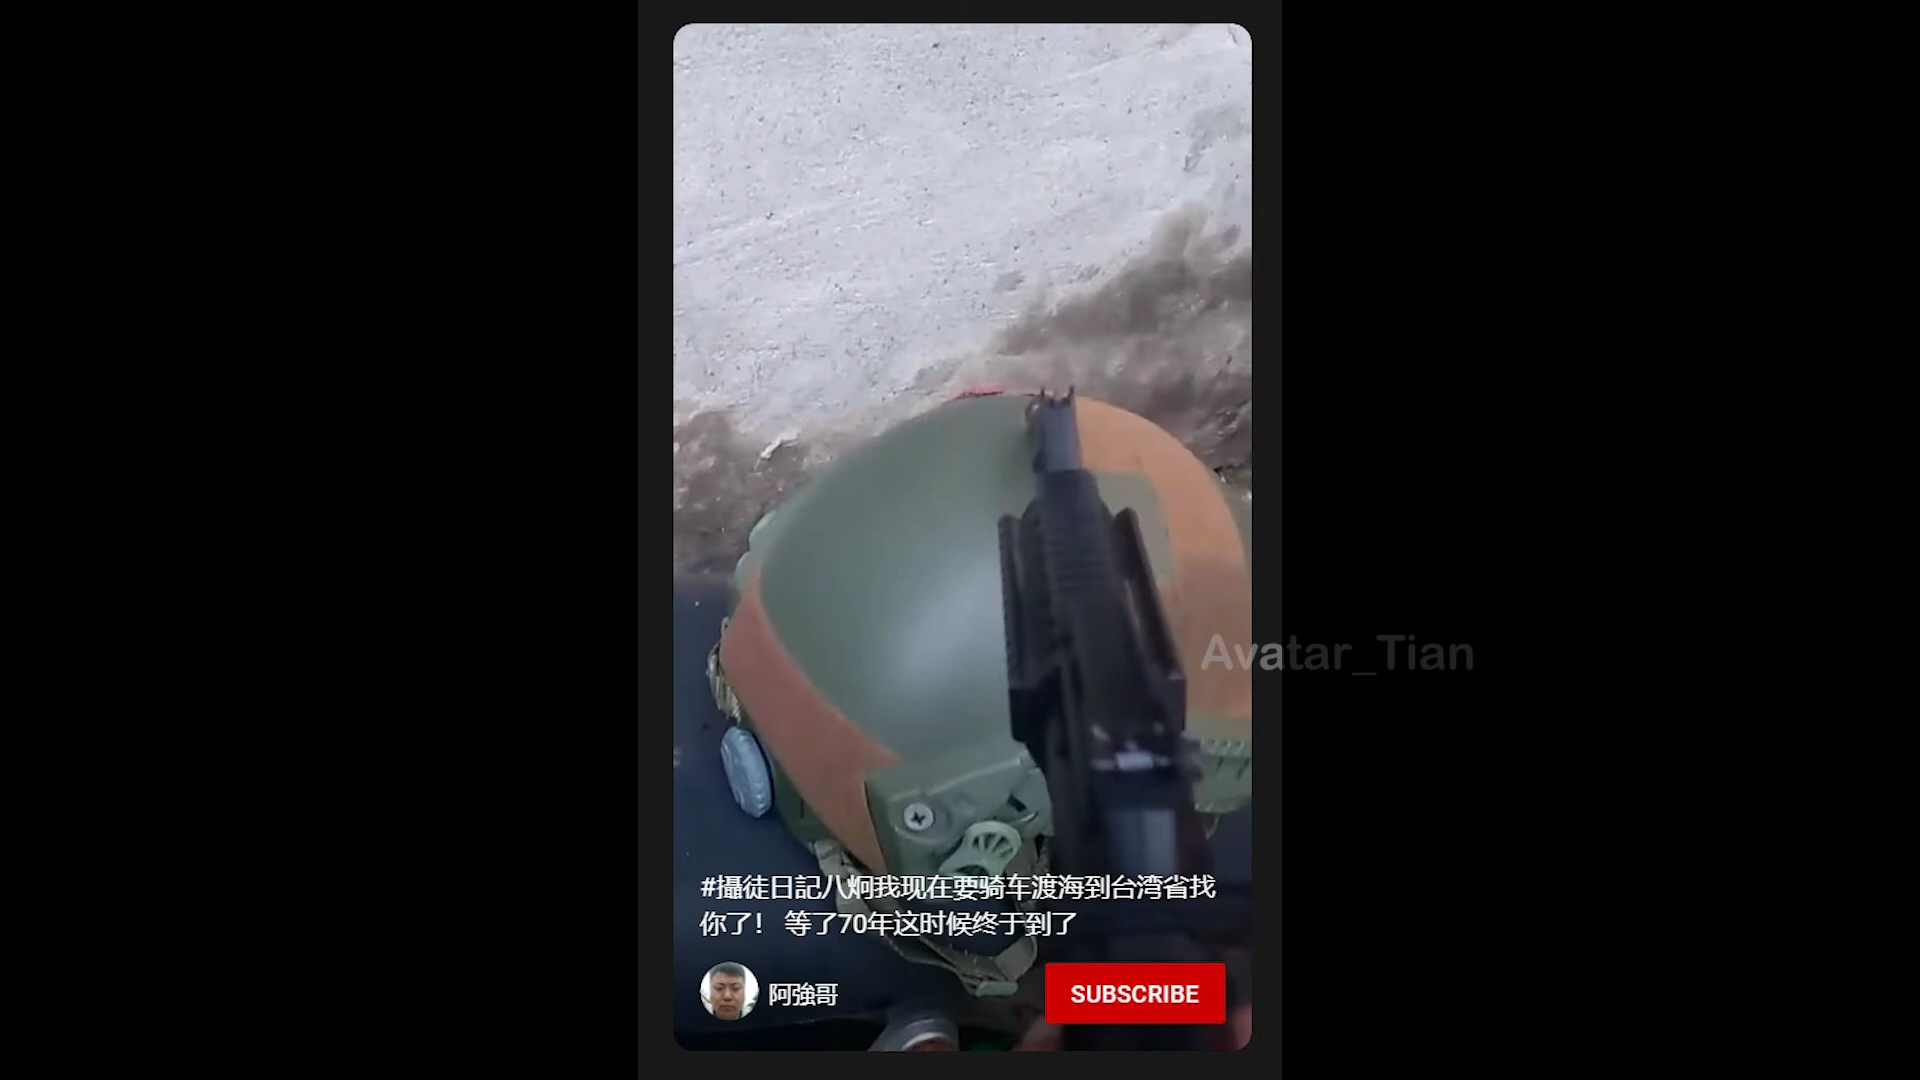 Avatar_Tian
#攝徒日記八炯我现在要骑车渡海到台湾省找
你了！ 等了70年这时候终于到了
阿強哥
SUBSCRIBE